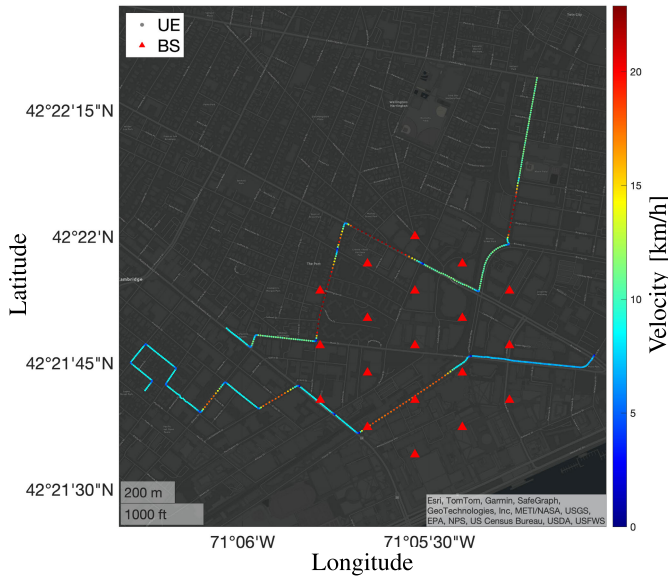 UE
BS
42°22'15"N
42°22'N
42°21'45"N
42°21'30"N
Latitude
The Port
200 m
1000 ft
Esri, TomTom, Garmin, SafeGraph,
GeoTechnologies, Inc, METI/NASA, USGS,
EPA, NPS, US Census Bureau, USDA, USFWS
71°06'W
71°05'30"W
Longitude
20
15
10
5
0
Velocity [km/h]